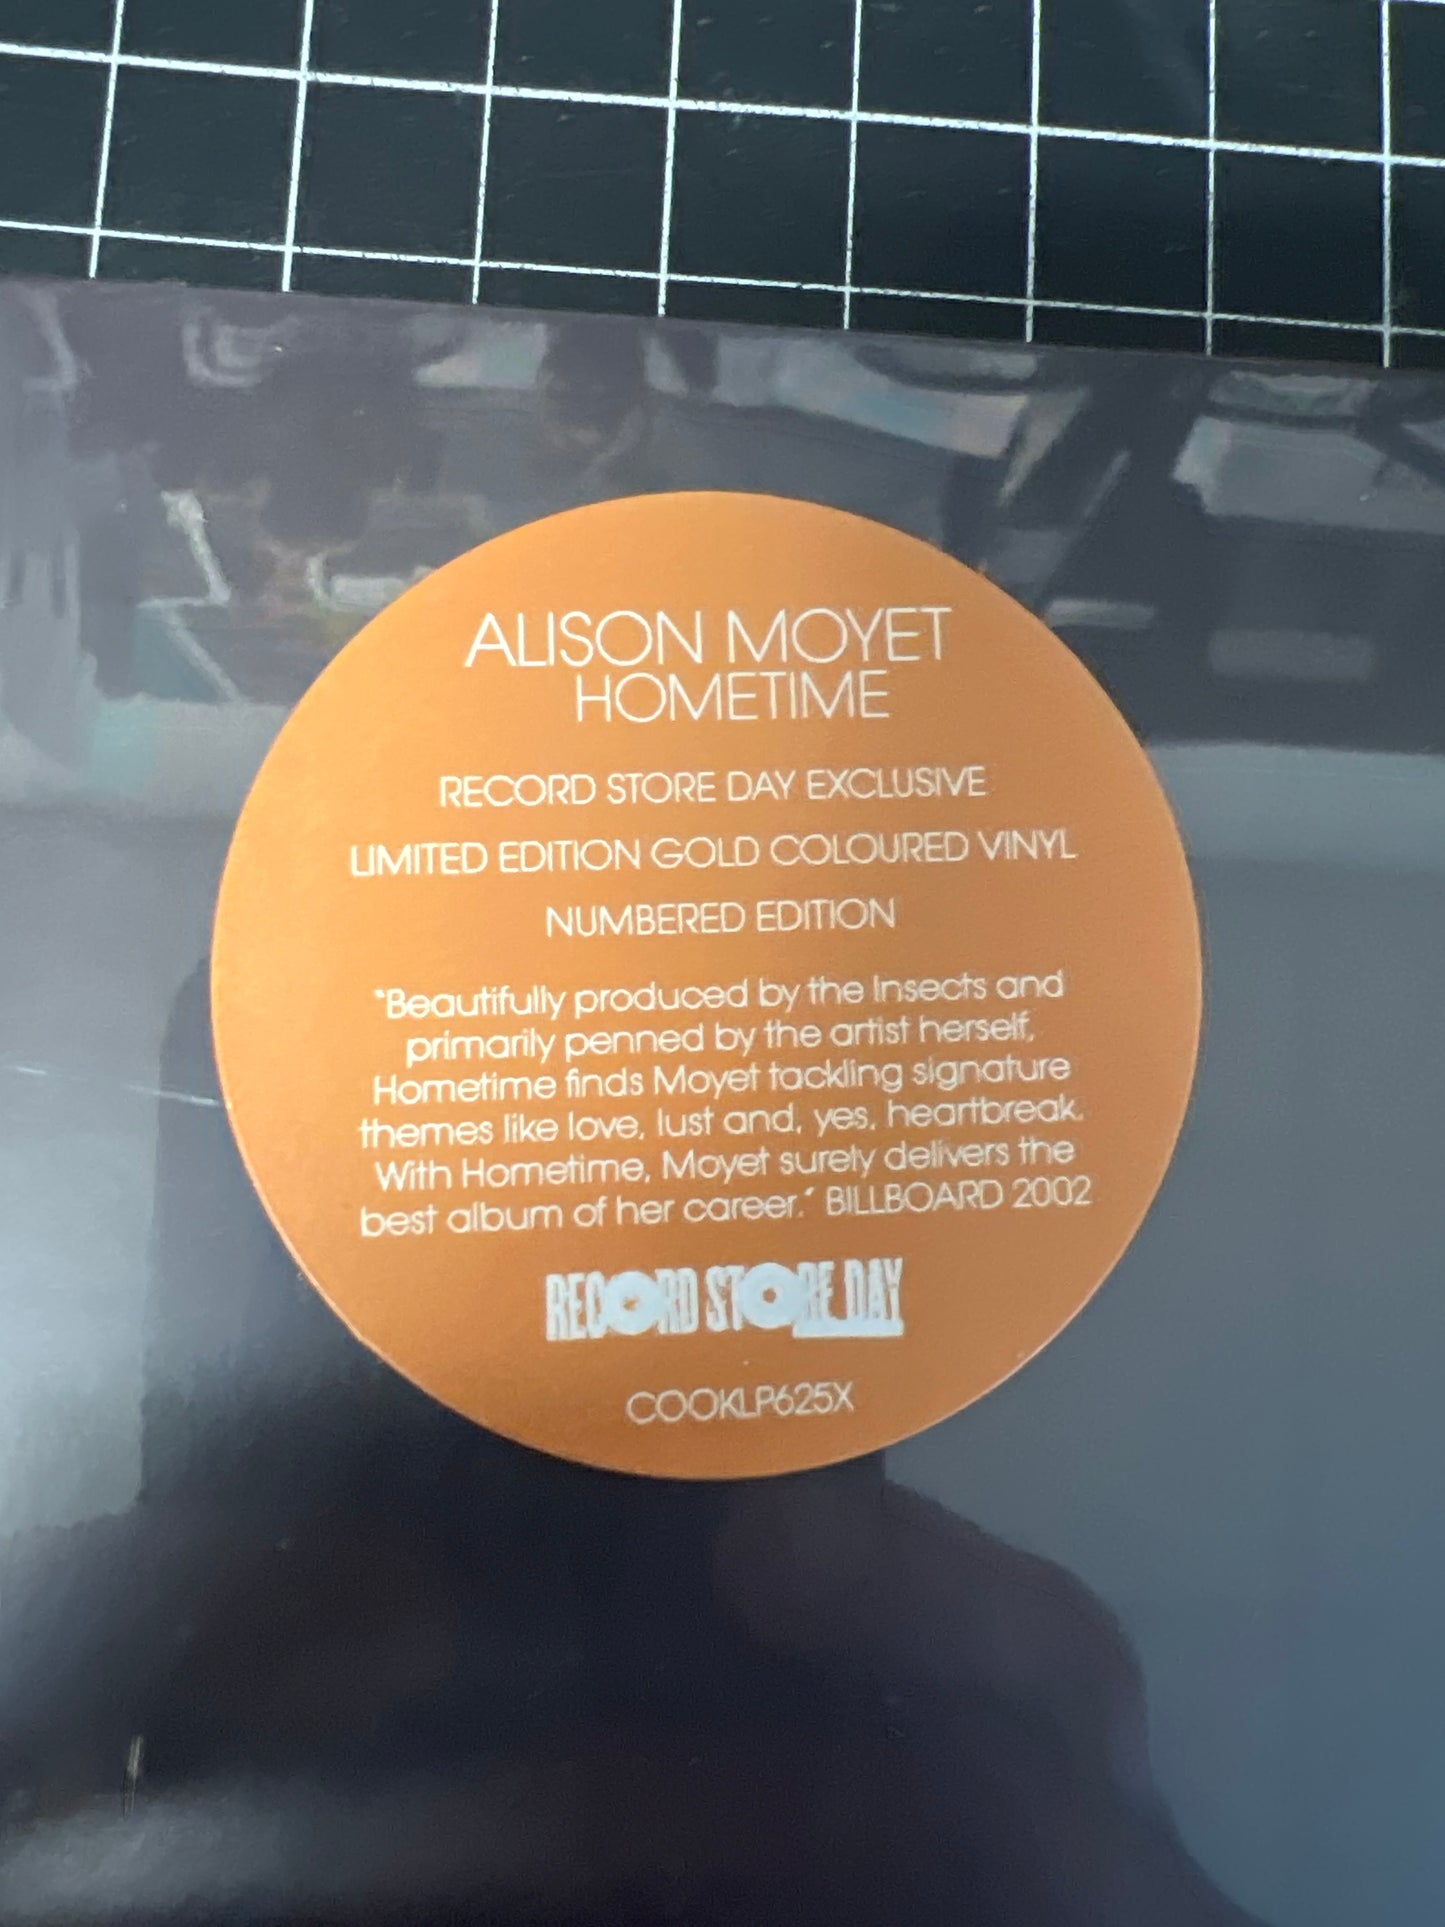 ALISON MOYET
HOMETIME
RECORD STORE DAY EXCLUSIVE
LIMITED EDITION GOLD COLOURED VINYL
NUMBERED EDITION
“Beautifully produced by the Insects and
primarily penned by the artist herself,
Hometime finds Moyet tackling signature
themes like love, lust and, yes, heartbreak.
With Hometime, Moyet surely delivers the
best album of her career.” BILLBOARD 2002
RECORD STORE DAY
COOKLP625X